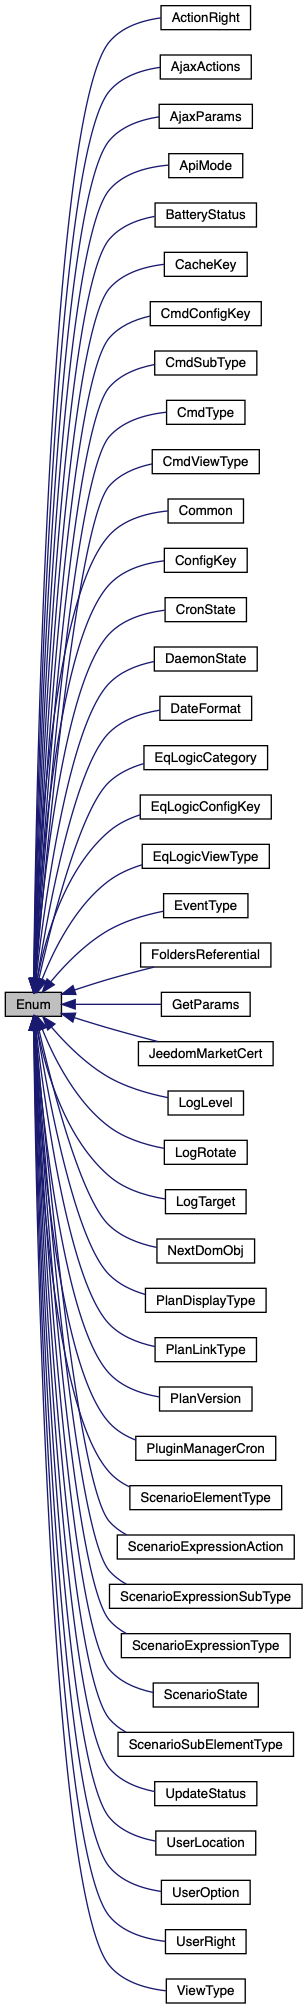 ActionRight
AjaxActions
AjaxParams
ApiMode
BatteryStatus
CacheKey
CmdConfigKey
CmdSubType
CmdType
CmdViewType
Common
ConfigKey
CronState
DaemonState
DateFormat
EqLogicCategory
EqLogicConfigKey
EqLogicViewType
EventType
FoldersReferential
Enum
GetParams
JeedomMarketCert
LogLevel
LogRotate
LogTarget
NextDomObj
PlanDisplayType
PlanLinkType
PlanVersion
PluginManagerCron
ScenarioElementType
ScenarioExpressionAction
ScenarioExpressionSubType
ScenarioExpressionType
ScenarioState
ScenarioSubElementType
UpdateStatus
UserLocation
UserOption
UserRight
ViewType